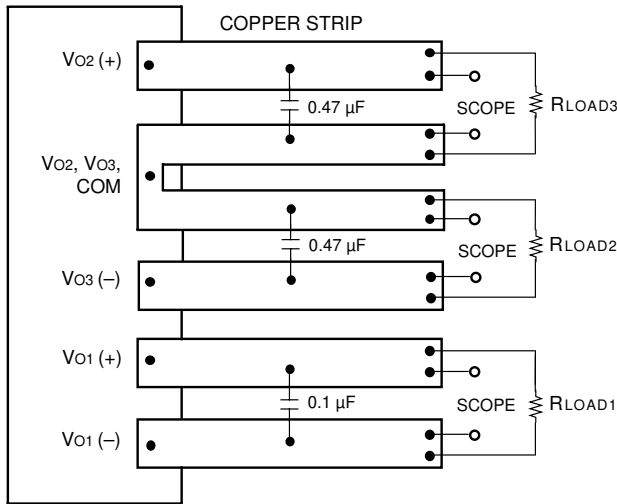 COPPER STRIP
VO2 (+)
0.47 µF
SCOPE
RLOAD3
VO2, VO3,
COM
0.47 µF
SCOPE
RLOAD2
VO3 (–)
VO1 (+)
0.1 µF
SCOPE
RLOAD1
VO1 (–)